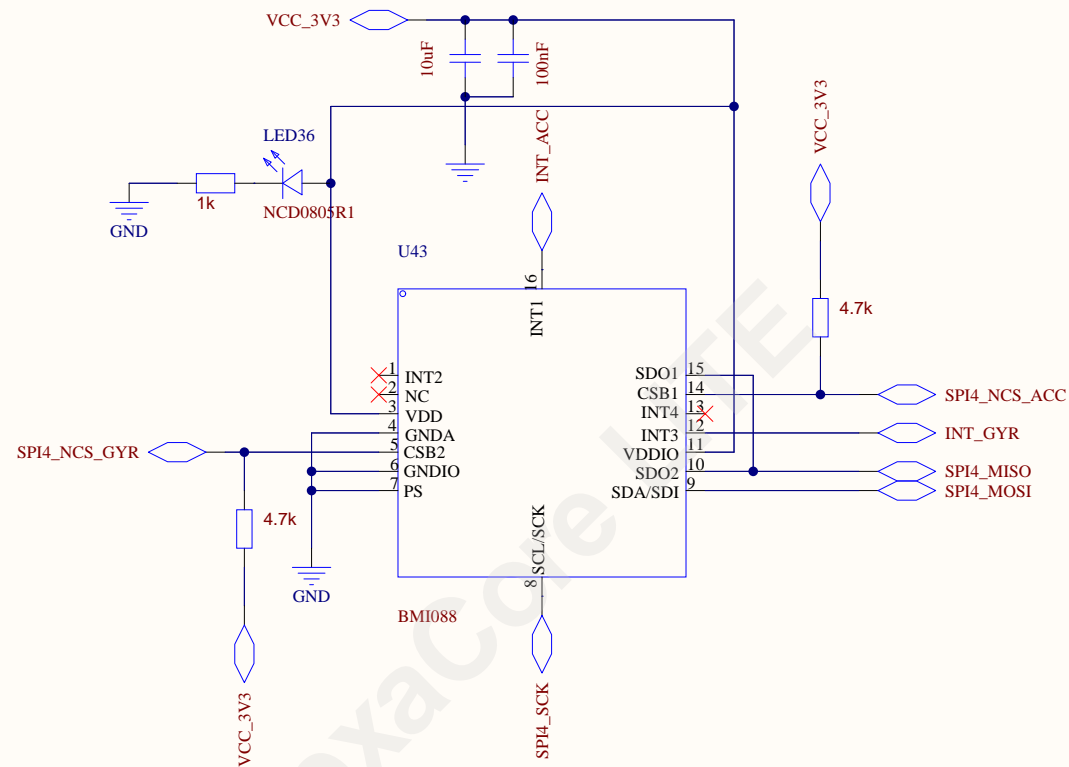 VCC_3V3
10uF
100nF
VCC_3V3
INT_ACC
LED36
1k
NCD0805R1
GND
U43
16
INT1
4.7k
1
INT2
2
NC
3
VDD
4
GNDA
5
CSB2
6
GNDIO
7
PS
SDO1
15
CSB1
14
INT4
13
INT3
12
VDDIO
11
SDO2
10
SDA/SDI
9
SPI4_NCS_ACC
INT_GYR
SPI4_MISO
SPI4_MOSI
SPI4_NCS_GYR
4.7k
GND
SCL/SCK
8
BMI088
VCC_3V3
SPI4_SCK
oxaCore LTE